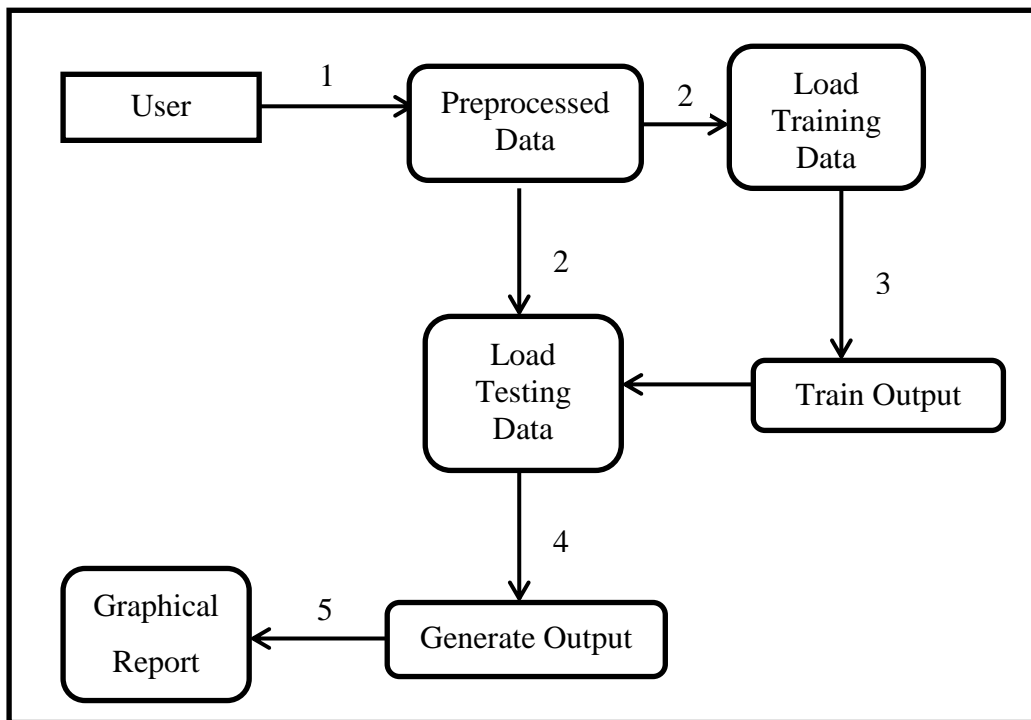 User
1
Preprocessed
Data
2
Load
Training
Data
2
3
Load
Testing
Data
Train Output
4
Graphical
Report
5
Generate Output